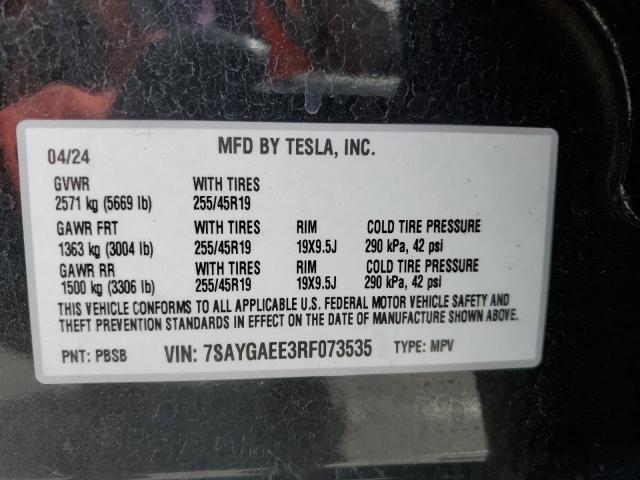 04/24 MFD BY TESLA, INC.
GVWR WITH TIRES
2571 kg (5669 lb) 255/45R19
GAWR FRT WITH TIRES RIM COLD TIRE PRESSURE
1363 kg (3004 lb) 255/45R19 19X9.5J 290 kPa, 42 psi
GAWR RR WITH TIRES RIM COLD TIRE PRESSURE
1500 kg (3306 lb) 255/45R19 19X9.5J 290 kPa, 42 psi
THIS VEHICLE CONFORMS TO ALL APPLICABLE U.S. FEDERAL MOTOR VEHICLE SAFETY AND
THEFT PREVENTION STANDARDS IN EFFECT ON THE DATE OF MANUFACTURE SHOWN ABOVE.
PNT: PBSB VIN: 7SAYGAEE3RF073535 TYPE: MPV